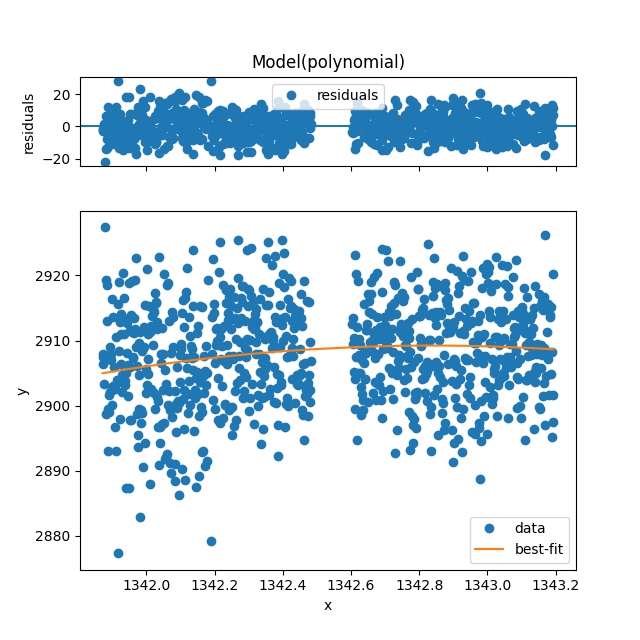 Model(polynomial)
20
0
−20
residuals
residuals
2920
2910
2900
2890
2880
y
data
best-fit
1342.0 1342.2 1342.4 1342.6 1342.8 1343.0 1343.2
x